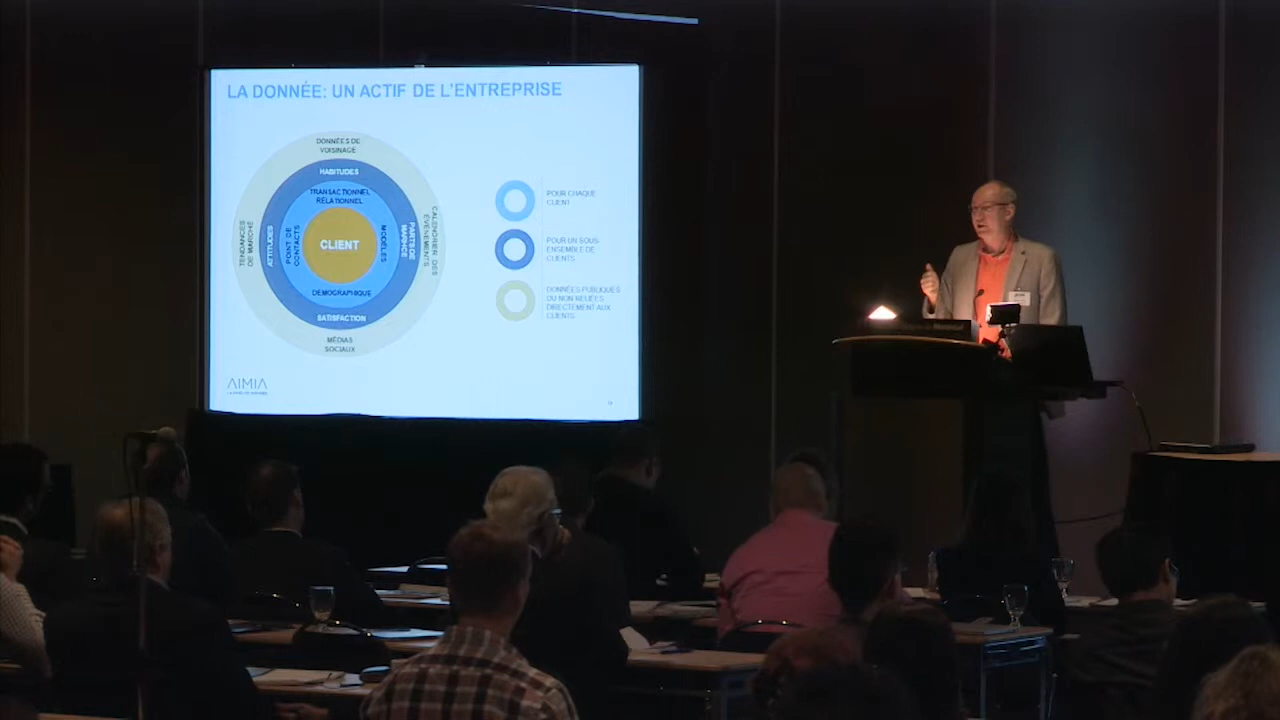 LA DONNÉE: UN ACTIF DE L'ENTREPRISE
DONNÉES DE
VOISINAGE
HABITUDES
TRANSACTIONNEL
RELATIONNEL
TENDANCES
DE MARCHÉ
ATTITUDES
POINT DE
CONTACTS
CLIENT
MODÈLES
PARTS DE
MARCHÉ
CALENDRIER DES
ÉVÉNEMENTS
DÉMOGRAPHIQUE
SATISFACTION
MÉDIAS
SOCIAUX
POUR CHAQUE
CLIENT
POUR UN SOUS-
ENSEMBLE DE
CLIENTS
DONNÉES PUBLIQUES
OU NON RELIÉES
DIRECTEMENT AUX
CLIENTS
AIMIA